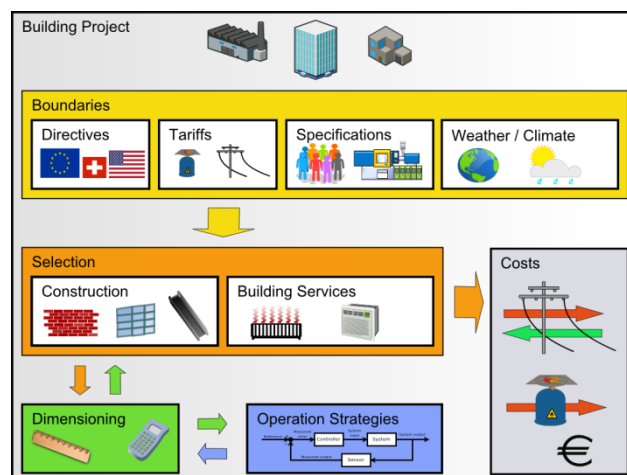 Building Project
Boundaries
Directives
Tariffs
Specifications
Weather / Climate
Selection
Construction
Building Services
Costs
Dimensioning
Operation Strategies
Controller
System
Sensor
€